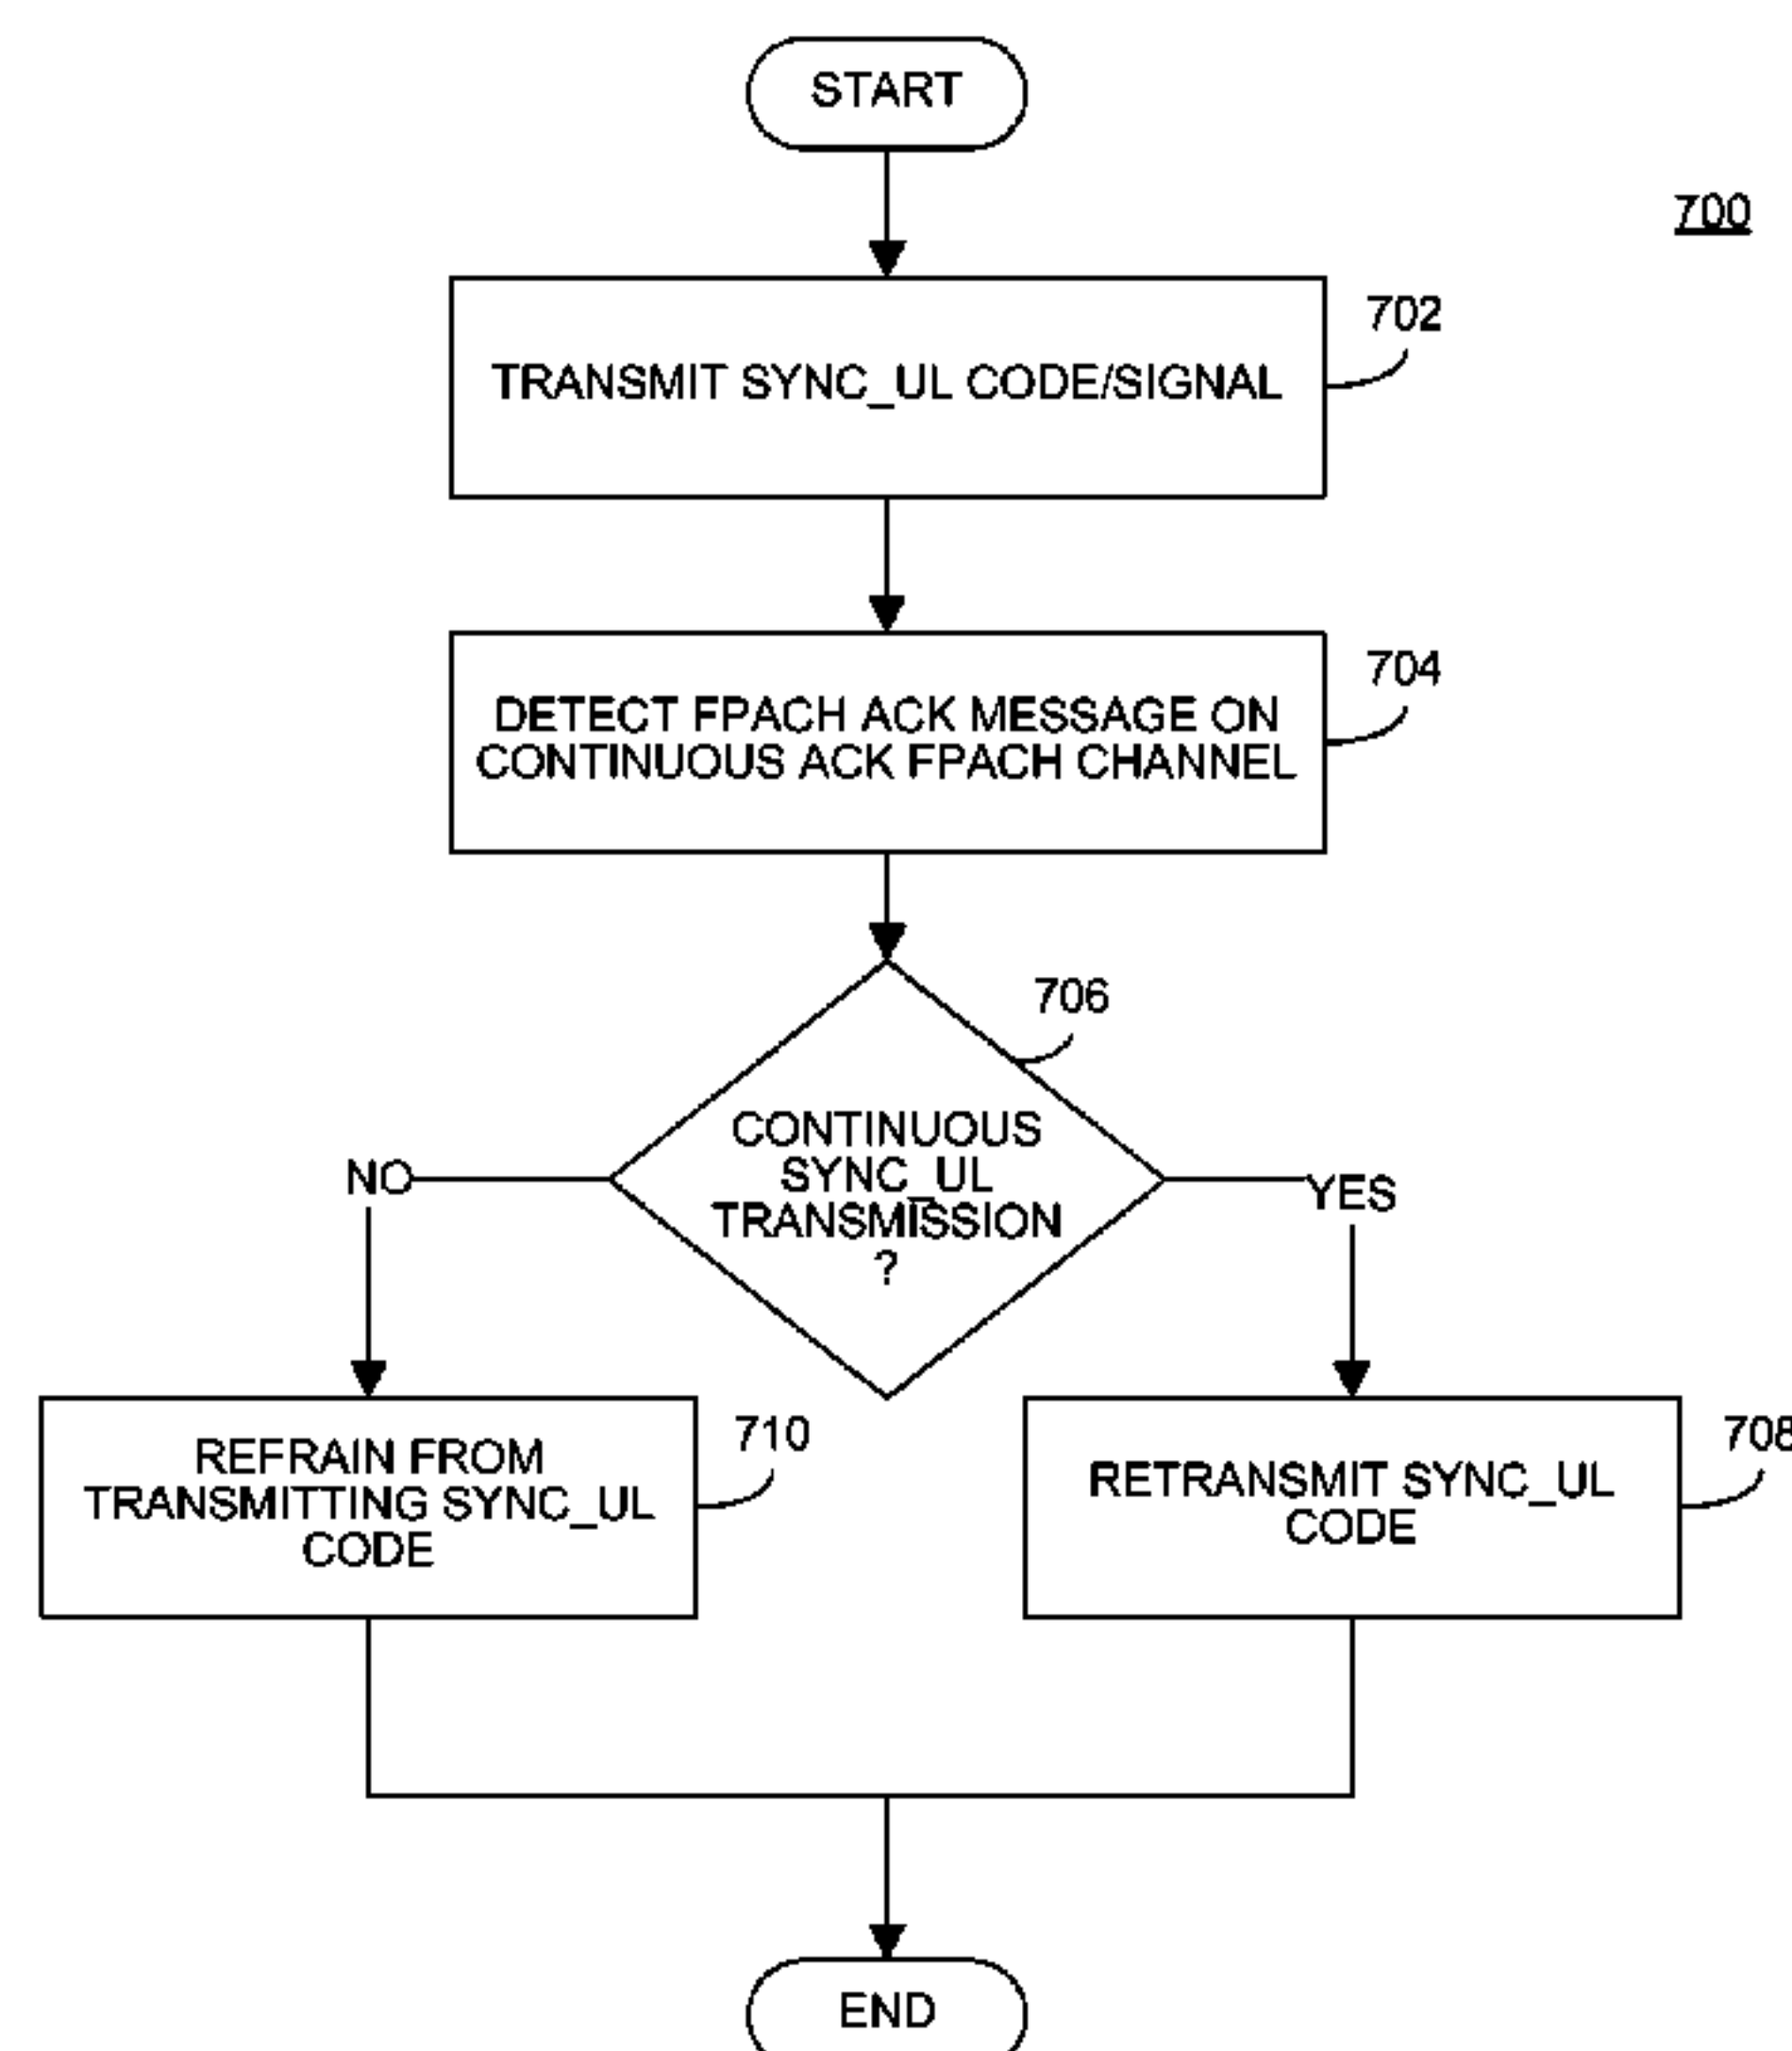 START
700
702
TRANSMIT SYNC_UL CODE/SIGNAL
704
DETECT FPACH ACK MESSAGE ON
CONTINUOUS ACK FPACH CHANNEL
706
CONTINUOUS
SYNC_UL
TRANSMISSION
?
NO
YES
710
REFRAIN FROM
TRANSMITTING SYNC_UL
CODE
708
RETRANSMIT SYNC_UL
CODE
END